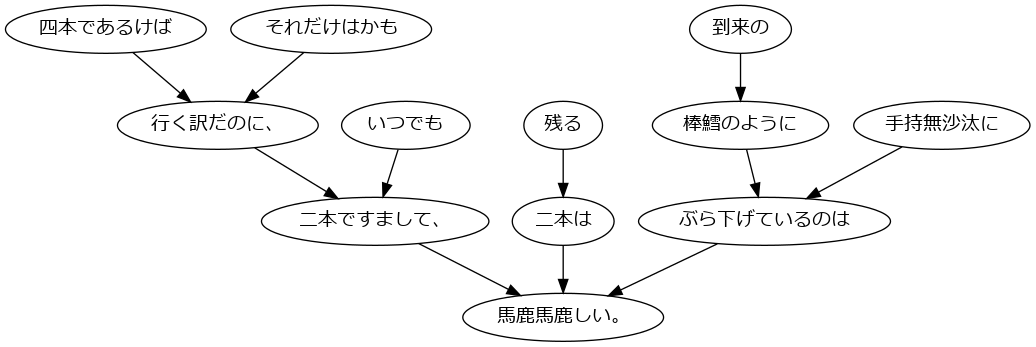 四本であるけば
それだけはかも
到来の
行く訳だのに、
いつでも
残る
棒鱈のように
手持無沙汰に
二本ですまして、
二本は
ぶら下げているのは
馬鹿馬鹿しい。